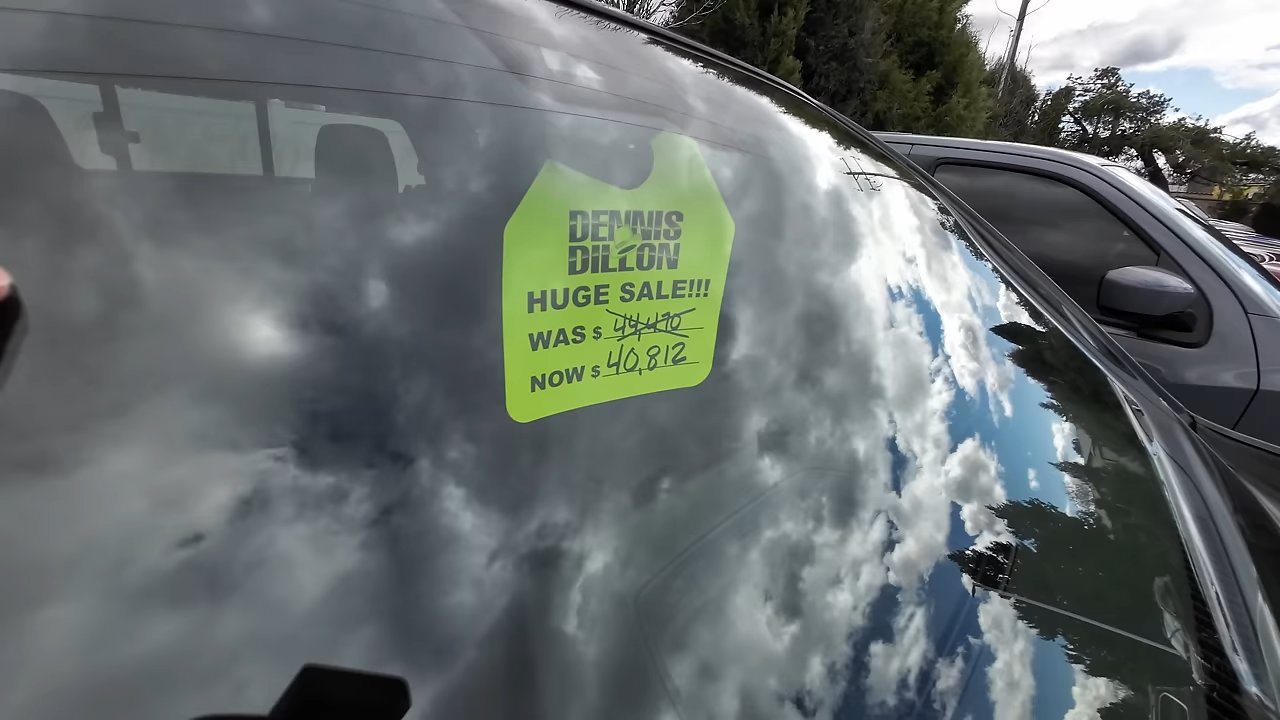 DENNIS
DILLON
HUGE SALE!!!
WAS $ 44,470
NOW $ 40,812